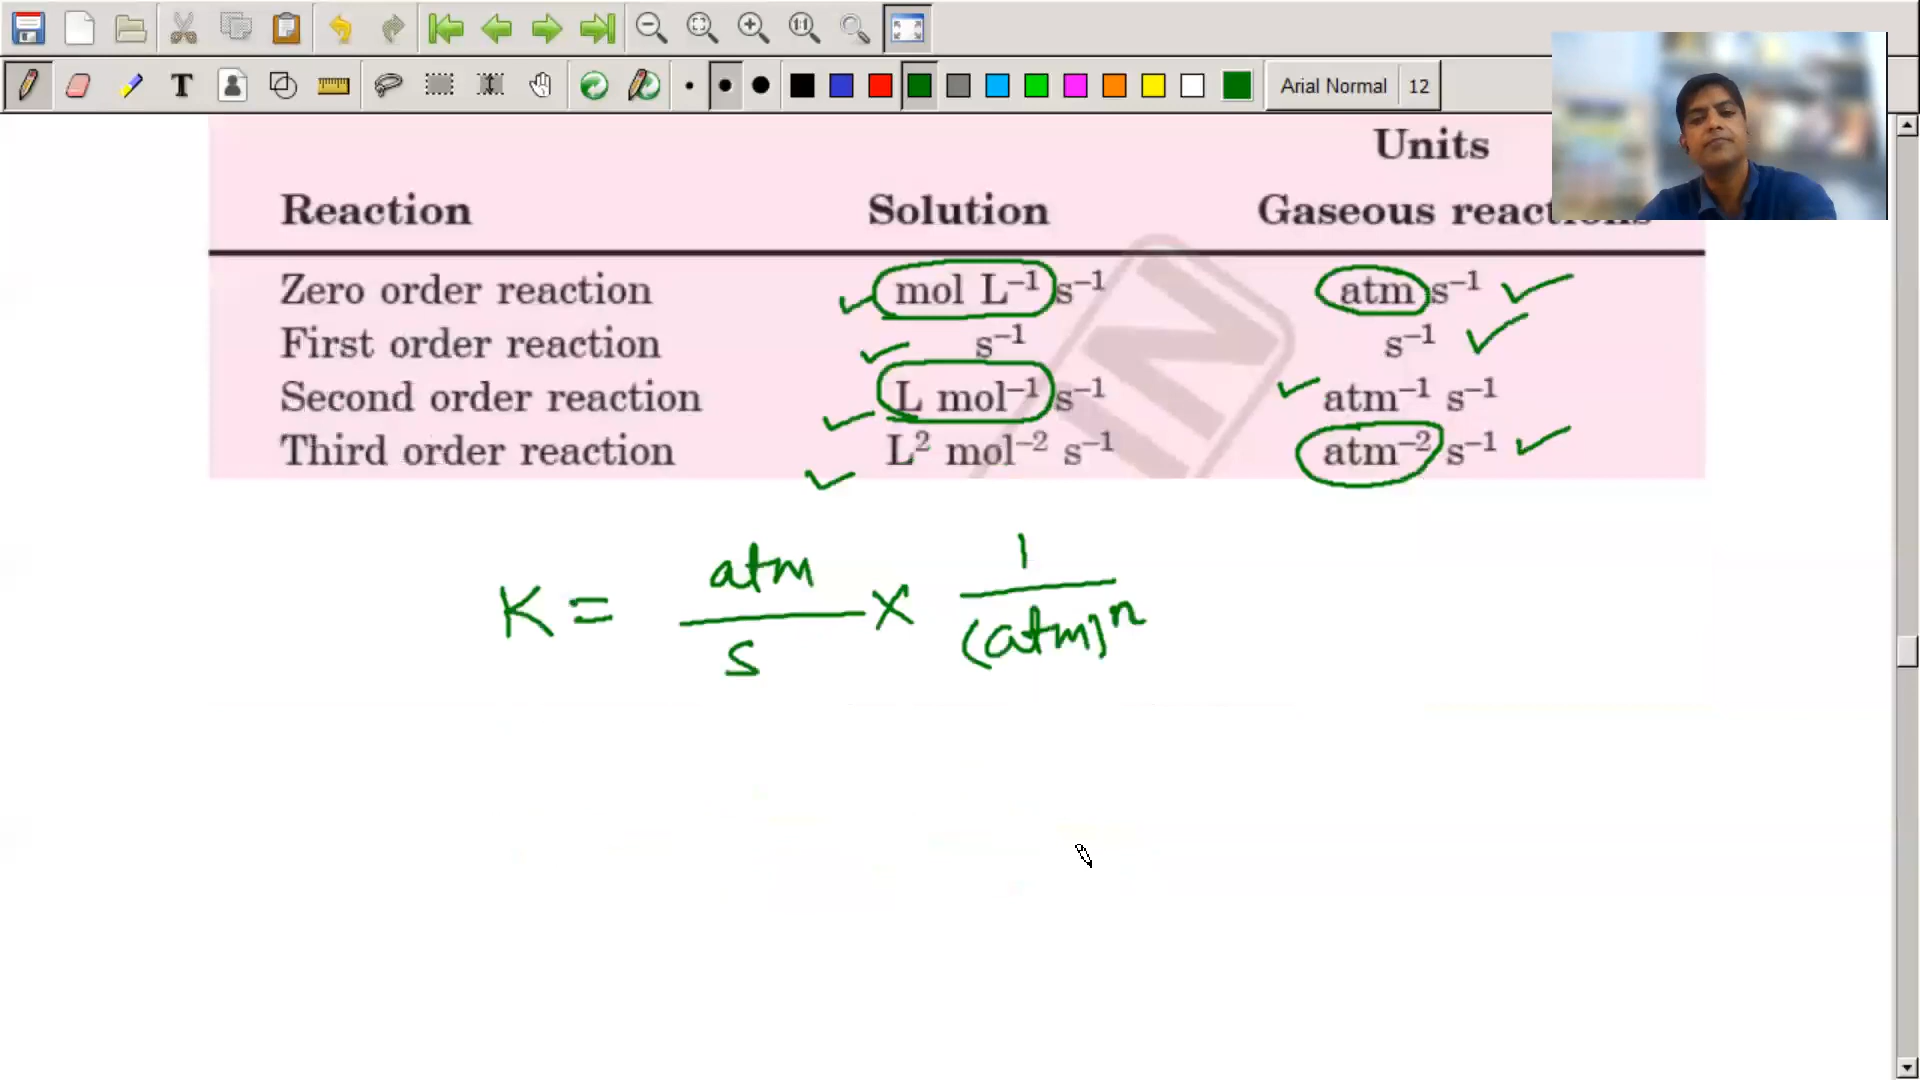 T Arial Normal 12
Units
Reaction Solution Gaseous reactions
Zero order reaction mol L⁻¹ s⁻¹ atm s⁻¹
First order reaction s⁻¹ s⁻¹
Second order reaction L mol⁻¹ s⁻¹ atm⁻¹ s⁻¹
Third order reaction L² mol⁻² s⁻¹ atm⁻² s⁻¹
K = atm/s × 1/(atm)ⁿ